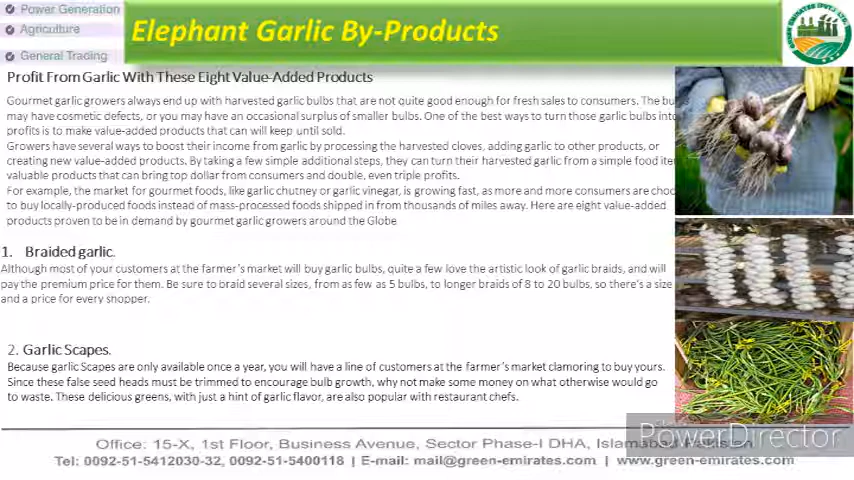 Power Generation
Agriculture
General Trading
Elephant Garlic By-Products
GREEN EMIRATES (PVT.) LTD.
Profit From Garlic With These Eight Value-Added Products
Gourmet garlic growers always end up with harvested garlic bulbs that are not quite good enough for fresh sales to consumers. The bu
may have cosmetic defects, or you may have an occasional surplus of smaller bulbs. One of the best ways to turn those garlic bulbs into
profits is to make value-added products that can will keep until sold.
Growers have several ways to boost their income from garlic by processing the harvested cloves, adding garlic to other products, or
creating new value-added products. By taking a few simple additional steps, they can turn their harvested garlic from a simple food ite
valuable products that can bring top dollar from consumers and double, even triple profits.
For example, the market for gourmet foods, like garlic chutney or garlic vinegar, is growing fast, as more and more consumers are choo
to buy locally-produced foods instead of mass-processed foods shipped in from thousands of miles away. Here are eight value-added
products proven to be in demand by gourmet garlic growers around the Globe
1. Braided garlic.
Although most of your customers at the farmer's market will buy garlic bulbs, quite a few love the artistic look of garlic braids, and will
pay the premium price for them. Be sure to braid several sizes, from as few as 5 bulbs, to longer braids of 8 to 20 bulbs, so there's a size
and a price for every shopper.
2. Garlic Scapes.
Because garlic Scapes are only available once a year, you will have a line of customers at the farmer's market clamoring to buy yours.
Since these false seed heads must be trimmed to encourage bulb growth, why not make some money on what otherwise would go
to waste. These delicious greens, with just a hint of garlic flavor, are also popular with restaurant chefs.
PowerDirector
Office: 15-X, 1st Floor, Business Avenue, Sector Phase-I DHA, Islamabad Pakistan.
Tel: 0092-51-5412030-32, 0092-51-5400118 | E-mail: mail@green-emirates.com | www.green-emirates.com